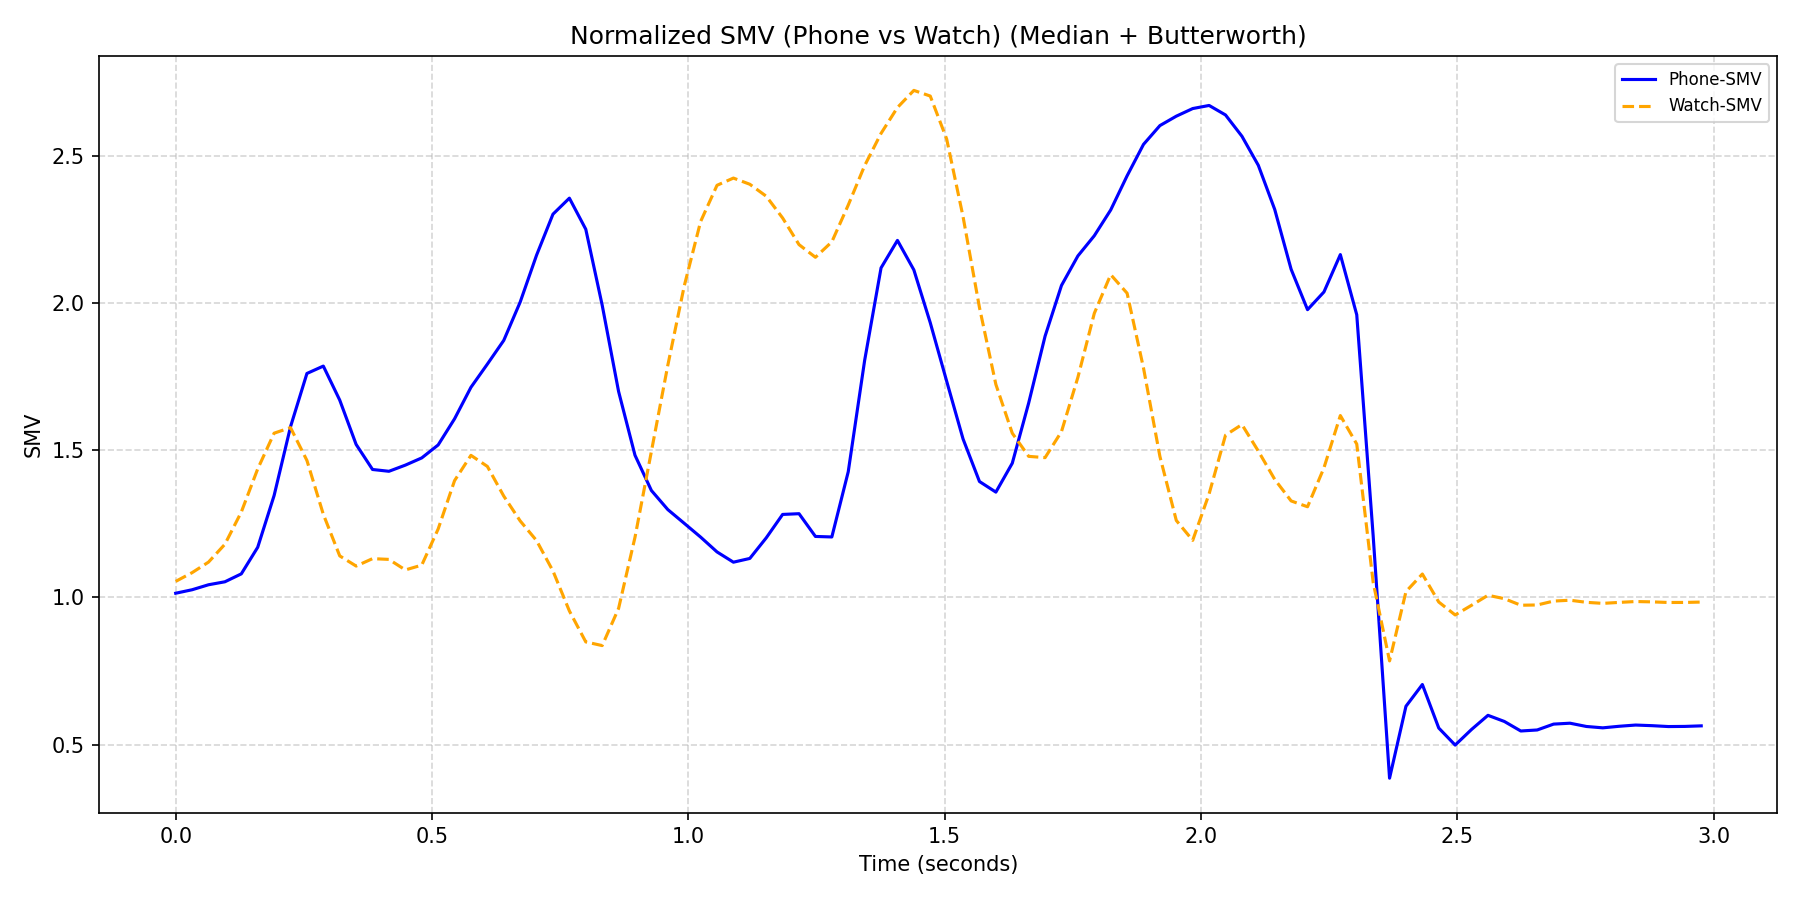 Normalized SMV (Phone vs Watch) (Median + Butterworth)
Phone-SMV
Watch-SMV
SMV
2.5
2.0
1.5
1.0
0.5
0.0 0.5 1.0 1.5 2.0 2.5 3.0
Time (seconds)